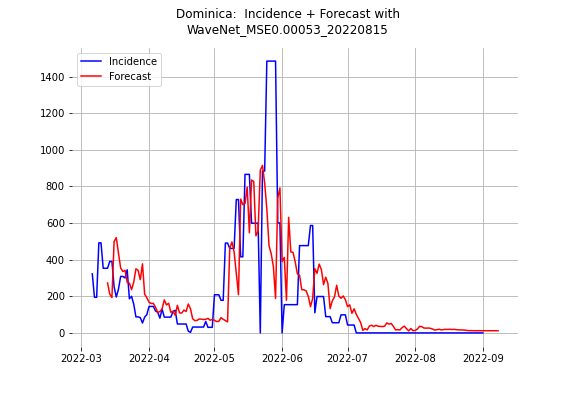 Dominica:  Incidence + Forecast with
WaveNet_MSE0.00053_20220815
Incidence
Forecast
1400
1200
1000
800
600
400
200
0
2022-03 2022-04 2022-05 2022-06 2022-07 2022-08 2022-09